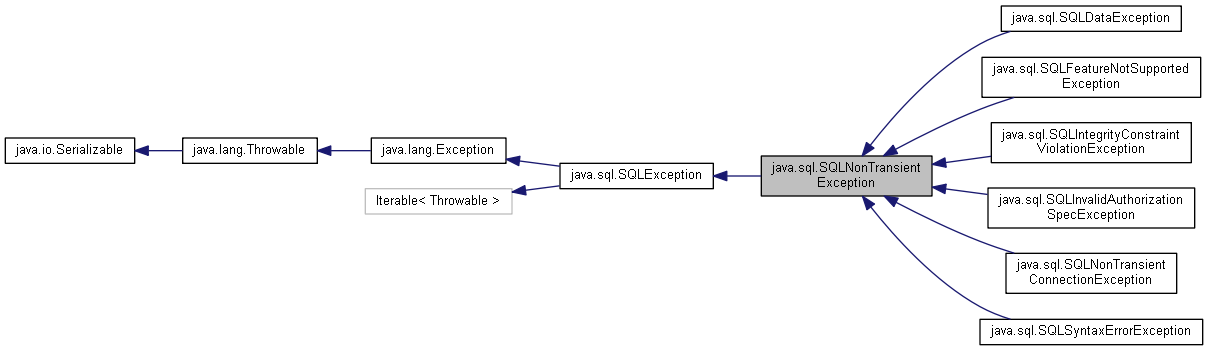 java.io.Serializable
java.lang.Throwable
java.lang.Exception
Iterable< Throwable >
java.sql.SQLException
java.sql.SQLNonTransient
Exception
java.sql.SQLDataException
java.sql.SQLFeatureNotSupported
Exception
java.sql.SQLIntegrityConstraint
ViolationException
java.sql.SQLInvalidAuthorization
SpecException
java.sql.SQLNonTransient
ConnectionException
java.sql.SQLSyntaxErrorException